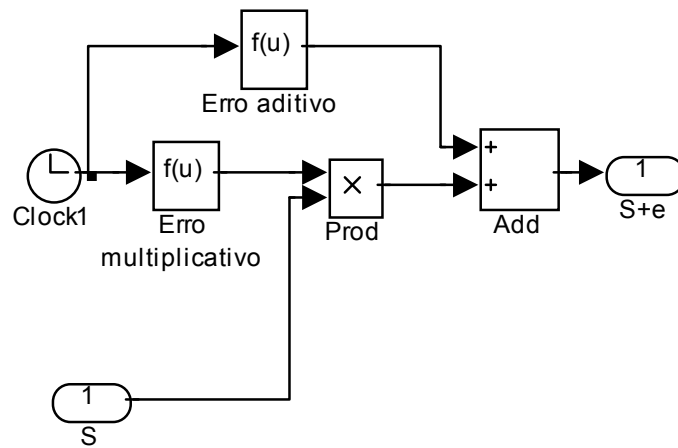 f(u)
Erro aditivo
+
Clock1
f(u)
Erro
multiplicativo
×
Prod
+
Add
1
S+e
1
S